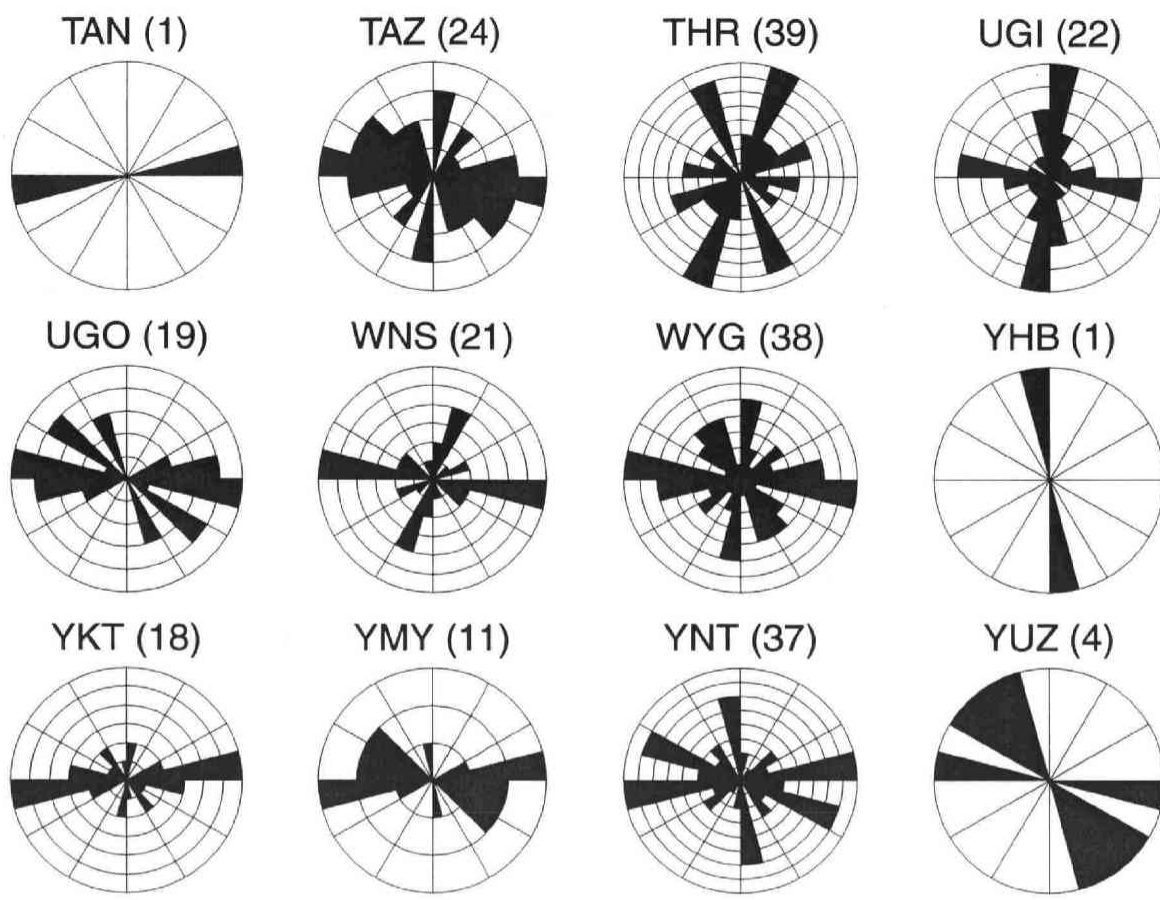 TAN (1) TAZ (24) THR (39) UGI (22)
UGO (19) WNS (21) WYG (38) YHB (1)
YKT (18) YMY (11) YNT (37) YUZ (4)